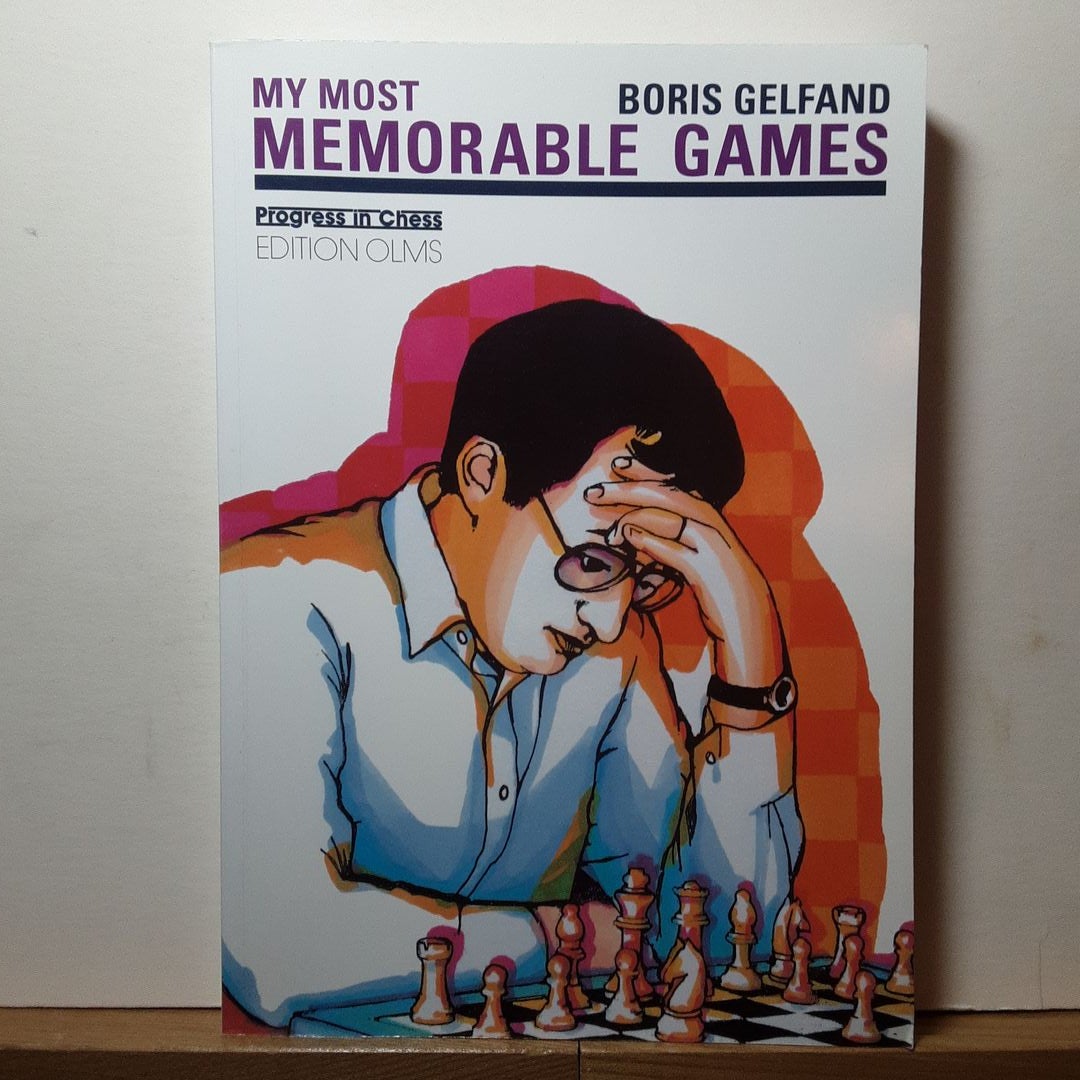 MY MOST
BORIS GELFAND
MEMORABLE GAMES
Progress in Chess
EDITION OLMS